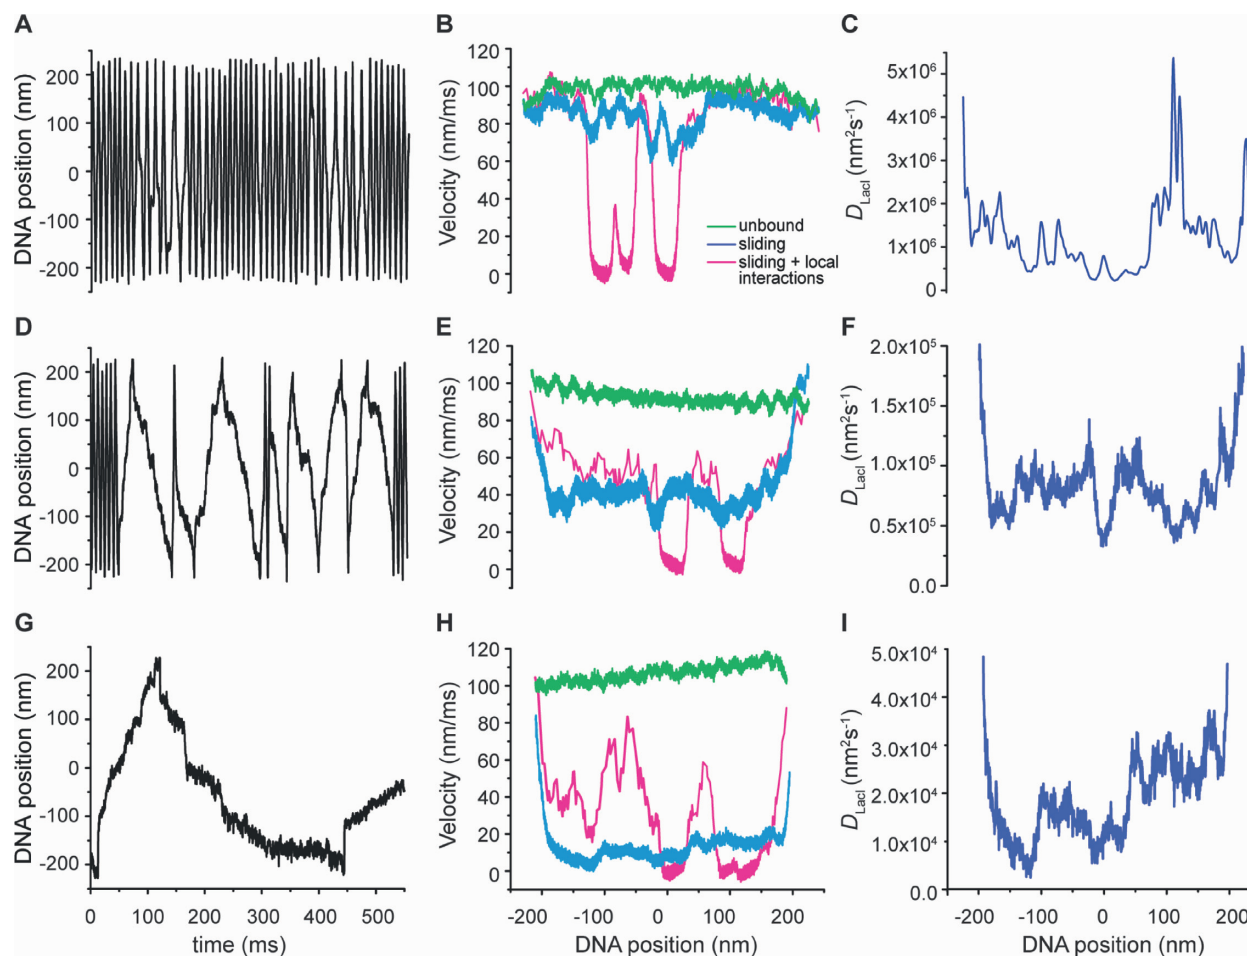 A
DNA position (nm)
200
100
0
-100
-200
B
Velocity (nm/ms)
120
100
80
60
40
20
0
unbound
sliding
sliding + local
interactions
C
D_LacI (nm²s⁻¹)
5x10⁶
4x10⁶
3x10⁶
2x10⁶
1x10⁶
0
D
DNA position (nm)
200
100
0
-100
-200
E
Velocity (nm/ms)
120
100
80
60
40
20
0
F
D_LacI (nm²s⁻¹)
2.0x10⁵
1.5x10⁵
1.0x10⁵
0.5x10⁵
0.0
G
DNA position (nm)
200
100
0
-100
-200
0 100 200 300 400 500
time (ms)
H
Velocity (nm/ms)
120
100
80
60
40
20
0
-200 -100 0 100 200
DNA position (nm)
I
D_LacI (nm²s⁻¹)
5.0x10⁴
4.0x10⁴
3.0x10⁴
2.0x10⁴
1.0x10⁴
0.0
-200 -100 0 100 200
DNA position (nm)